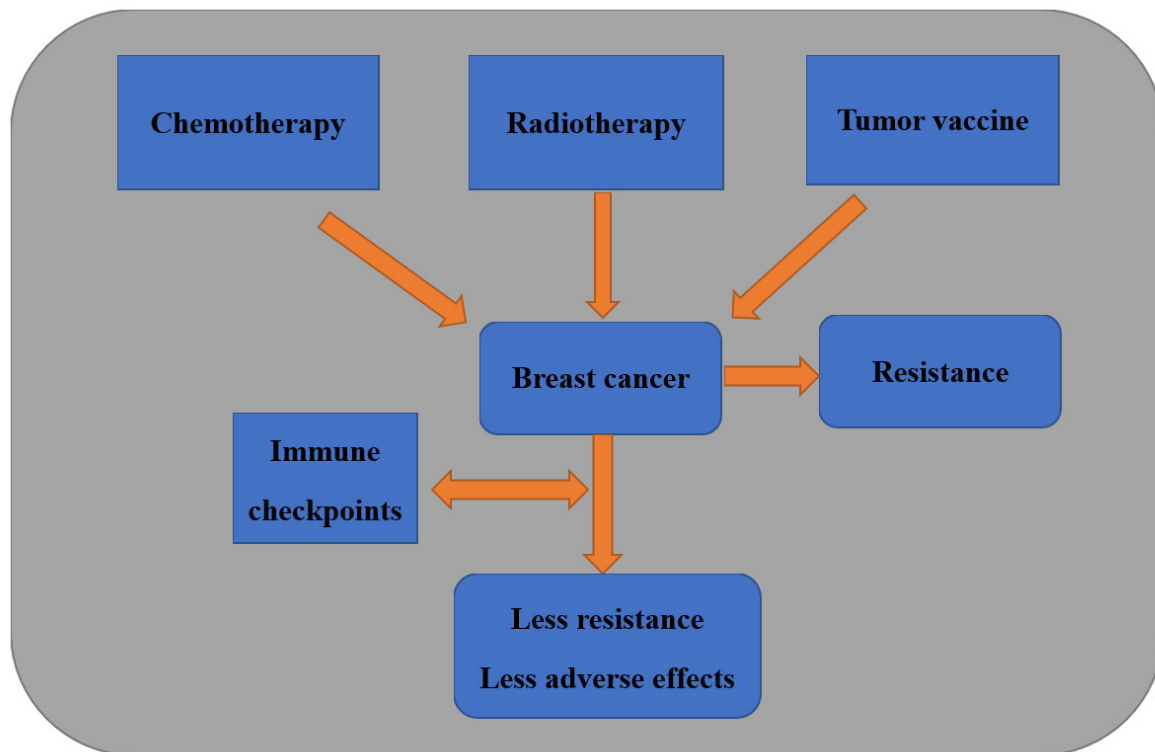 Chemotherapy
Radiotherapy
Tumor vaccine
Breast cancer
Resistance
Immune
checkpoints
Less resistance
Less adverse effects